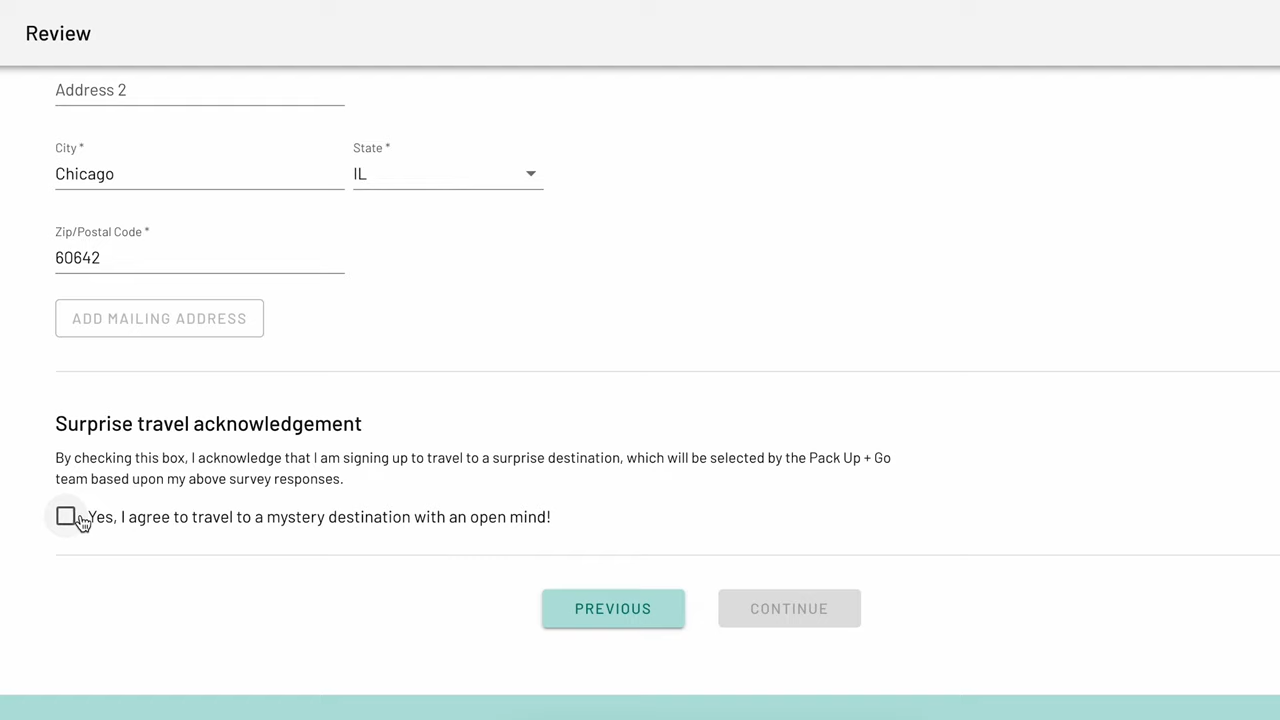 Review
Address 2
City *
State *
Chicago
IL
Zip/Postal Code *
60642
ADD MAILING ADDRESS
Surprise travel acknowledgement
By checking this box, I acknowledge that I am signing up to travel to a surprise destination, which will be selected by the Pack Up + Go
team based upon my above survey responses.
Yes, I agree to travel to a mystery destination with an open mind!
PREVIOUS
CONTINUE